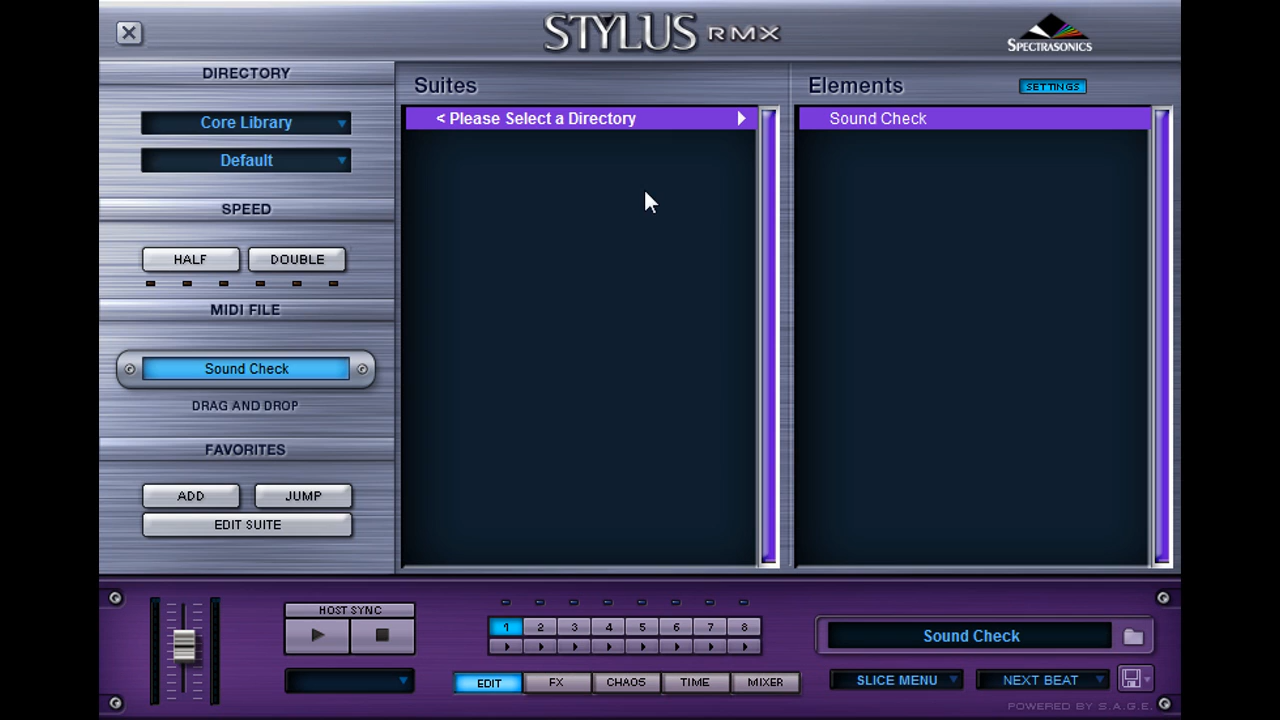 STYLUS RMX
SPECTRASONICS
DIRECTORY
Core Library
Default
SPEED
HALF
DOUBLE
MIDI FILE
Sound Check
DRAG AND DROP
FAVORITES
ADD
JUMP
EDIT SUITE
Suites
< Please Select a Directory
Elements
SETTINGS
Sound Check
HOST SYNC
1 2 3 4 5 6 7 8
EDIT
FX
CHAOS
TIME
MIXER
Sound Check
SLICE MENU
NEXT BEAT
POWERED BY S.A.G.E.